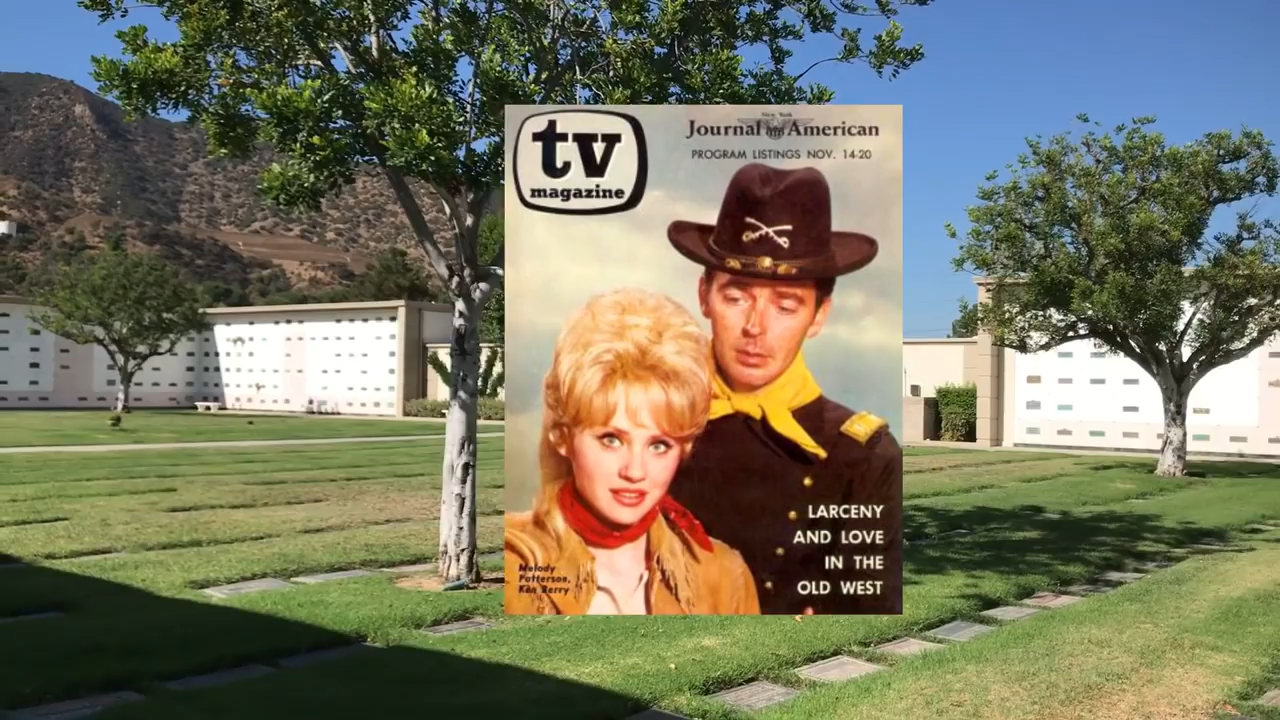 tv
magazine
New York
Journal American
PROGRAM LISTINGS NOV. 14-20
LARCENY
AND LOVE
IN THE
OLD WEST
Melody
Patterson,
Ken Berry